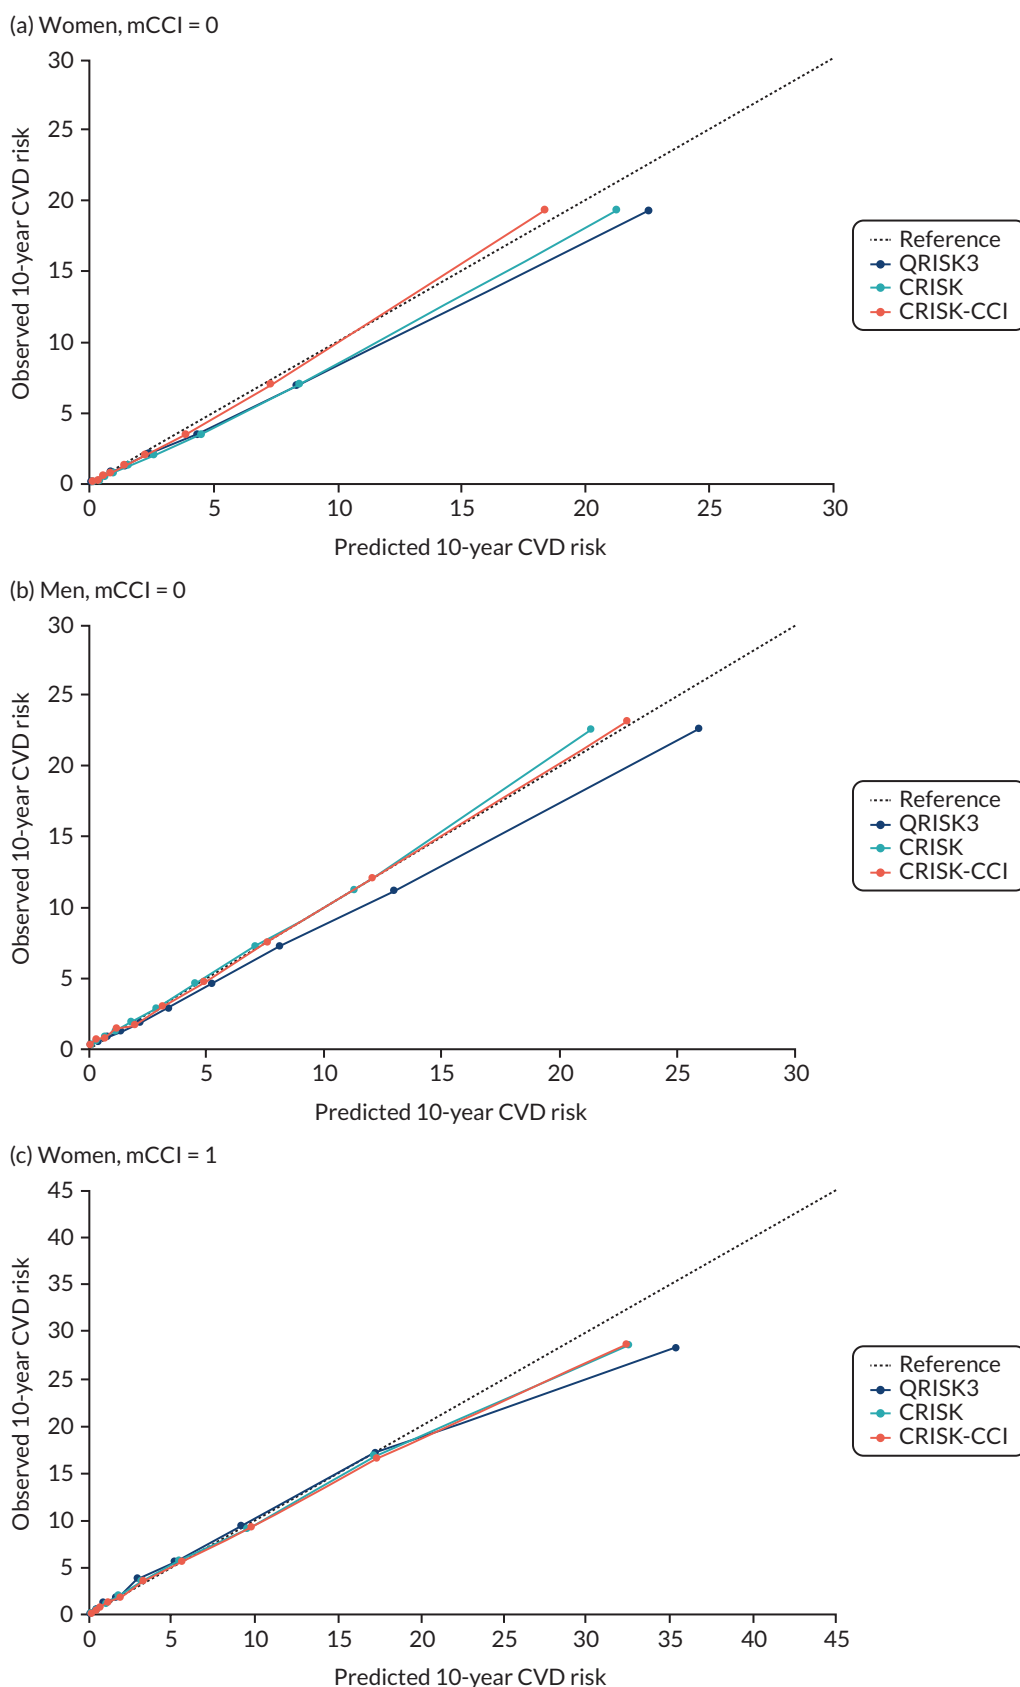 (a) Women, mCCI = 0
30
25
20
15
10
5
0
Observed 10-year CVD risk
0 5 10 15 20 25 30
Predicted 10-year CVD risk
Reference
QRISK3
CRISK
CRISK-CCI
(b) Men, mCCI = 0
30
25
20
15
10
5
0
Observed 10-year CVD risk
0 5 10 15 20 25 30
Predicted 10-year CVD risk
Reference
QRISK3
CRISK
CRISK-CCI
(c) Women, mCCI = 1
45
40
35
30
25
20
15
10
5
0
Observed 10-year CVD risk
0 5 10 15 20 25 30 35 40 45
Predicted 10-year CVD risk
Reference
QRISK3
CRISK
CRISK-CCI